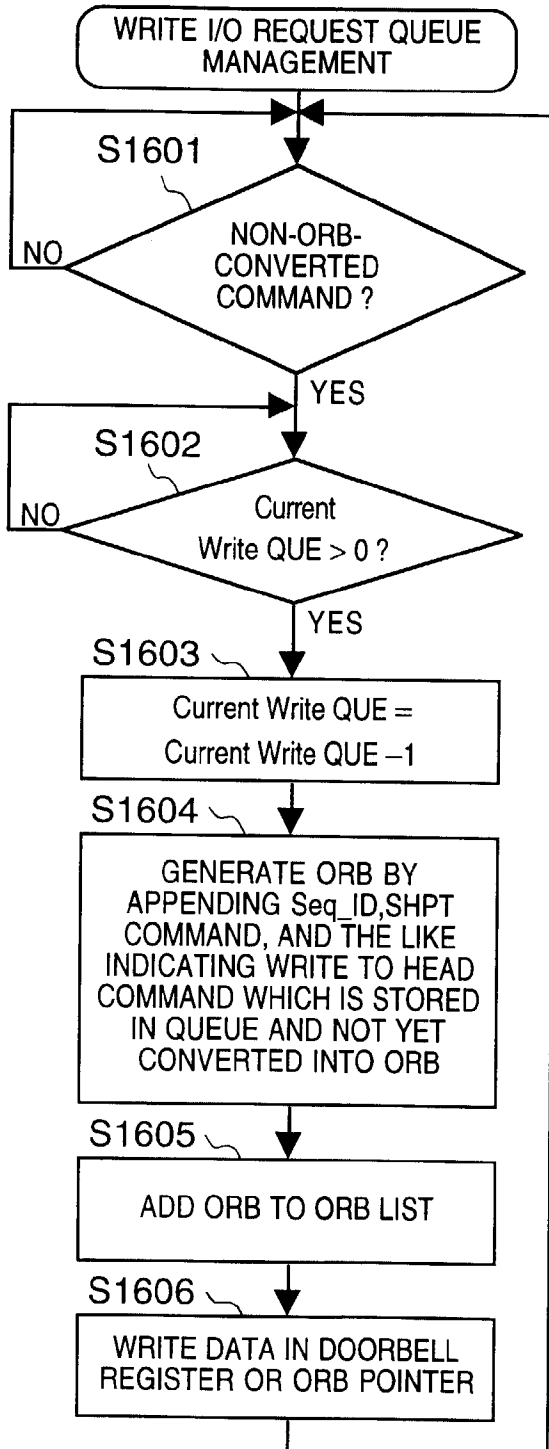 WRITE I/O REQUEST QUEUE
MANAGEMENT
S1601
NON-ORB-
CONVERTED
COMMAND ?
NO
YES
S1602
Current
Write QUE > 0 ?
NO
YES
S1603
Current Write QUE =
Current Write QUE –1
S1604
GENERATE ORB BY
APPENDING Seq_ID,SHPT
COMMAND, AND THE LIKE
INDICATING WRITE TO HEAD
COMMAND WHICH IS STORED
IN QUEUE AND NOT YET
CONVERTED INTO ORB
S1605
ADD ORB TO ORB LIST
S1606
WRITE DATA IN DOORBELL
REGISTER OR ORB POINTER